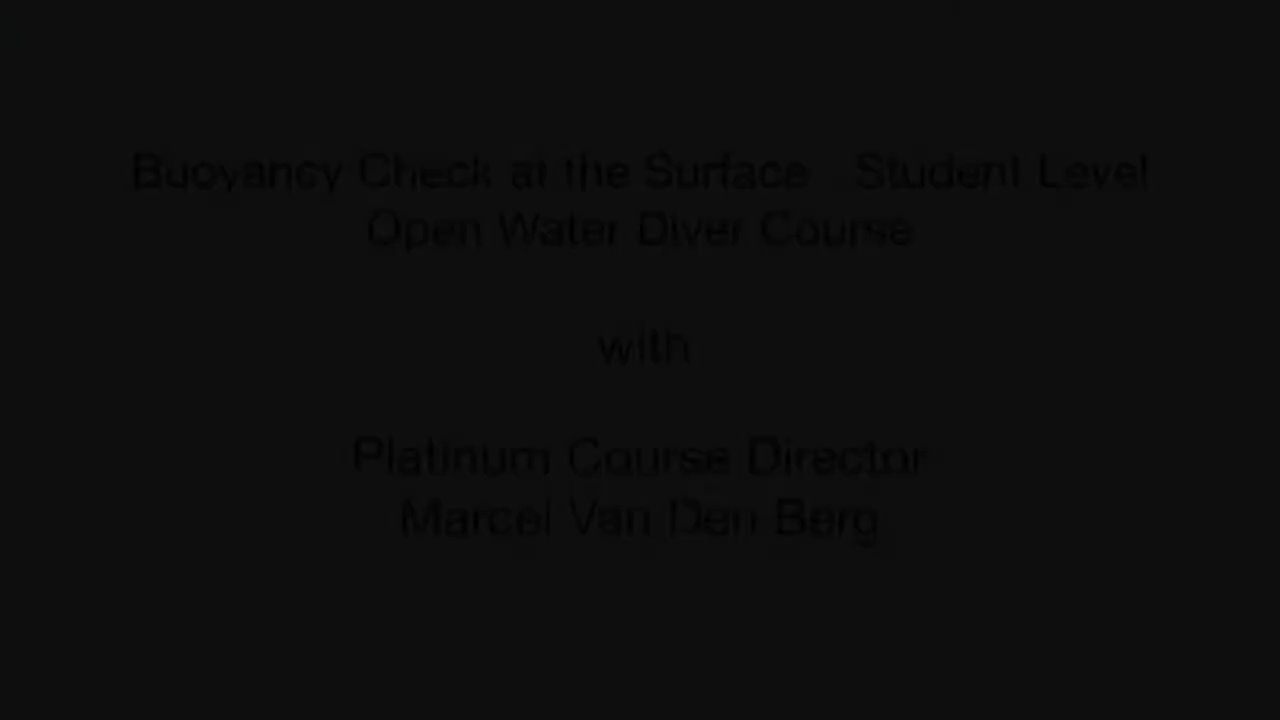 Buoyancy Check at the Surface - Student Level
Open Water Diver Course
with
Platinum Course Director
Marcel Van Den Berg